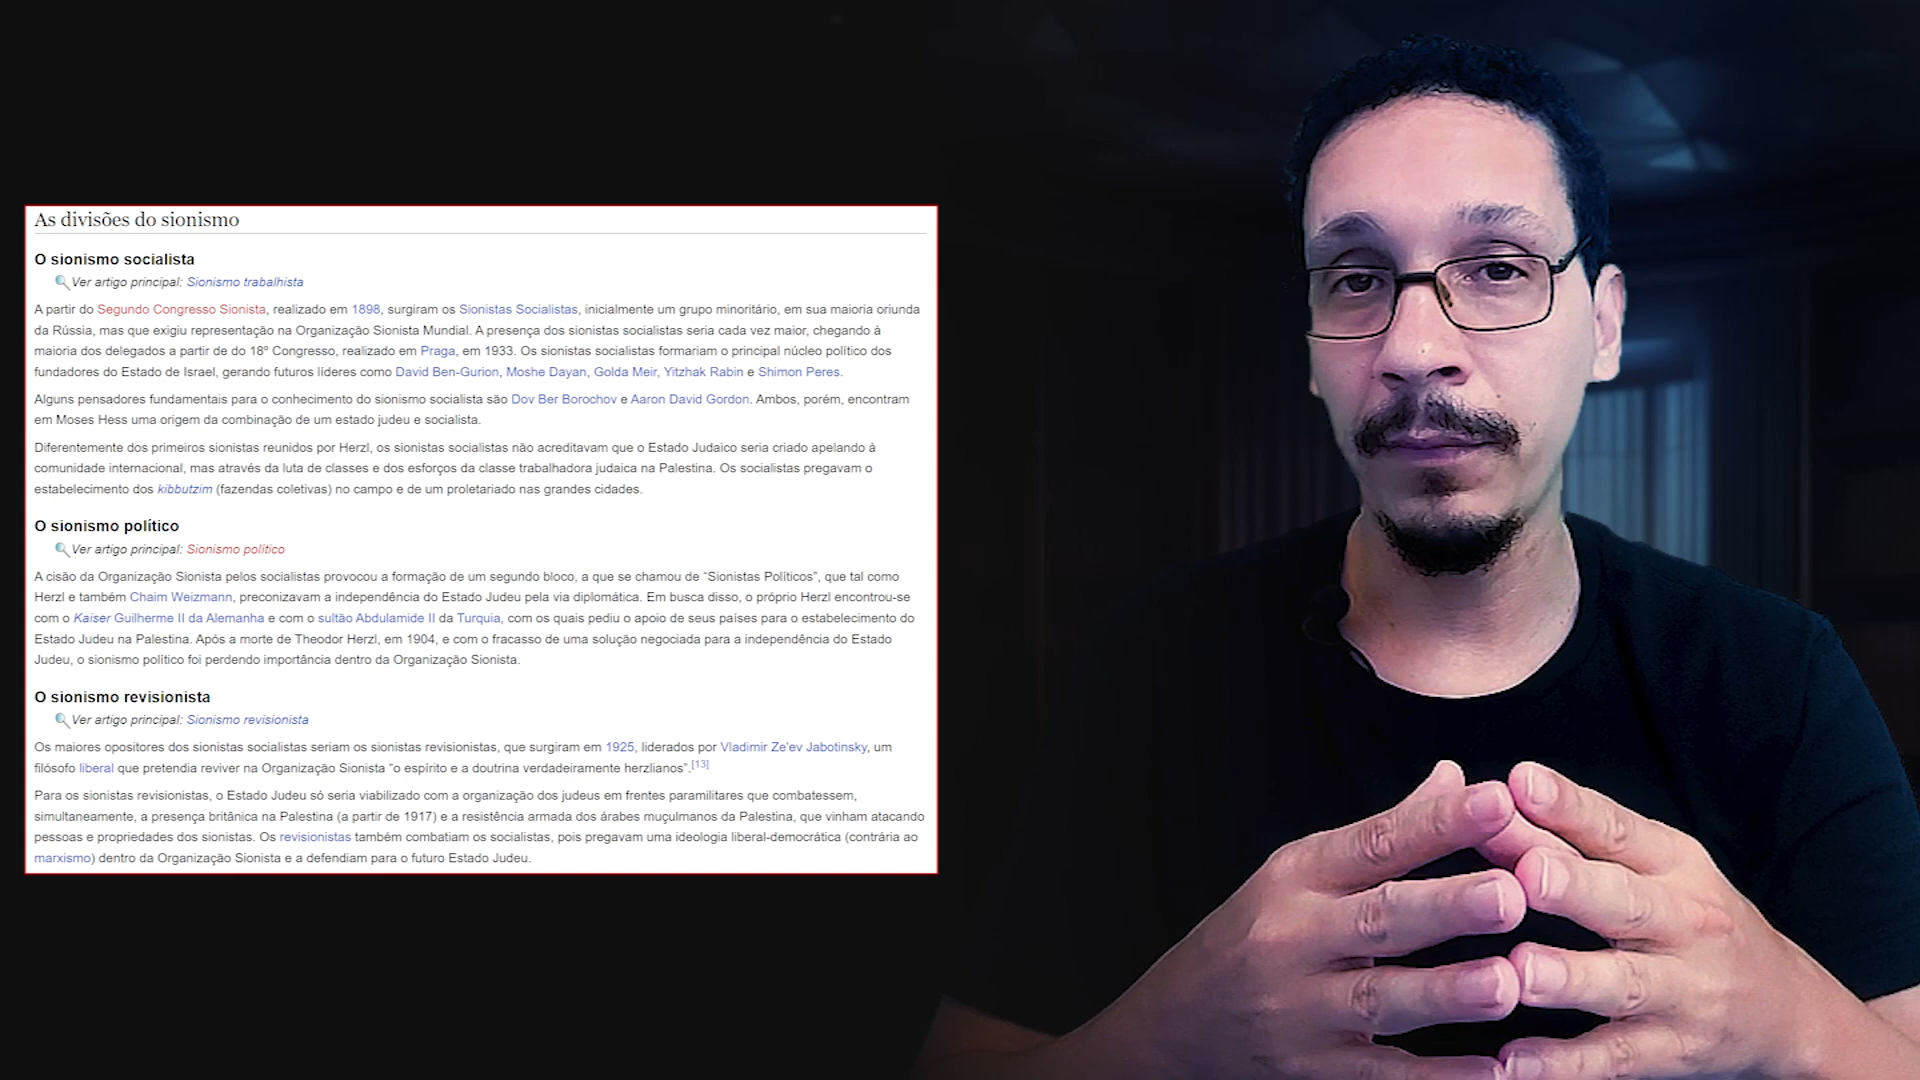 As divisões do sionismo
O sionismo socialista
Ver artigo principal: Sionismo trabalhista
A partir do Segundo Congresso Sionista, realizado em 1898, surgiram os Sionistas Socialistas, inicialmente um grupo minoritário, em sua maioria oriunda
da Rússia, mas que exigiu representação na Organização Sionista Mundial. A presença dos sionistas socialistas seria cada vez maior, chegando à
maioria dos delegados a partir de do 18º Congresso, realizado em Praga, em 1933. Os sionistas socialistas formariam o principal núcleo político dos
fundadores do Estado de Israel, gerando futuros líderes como David Ben-Gurion, Moshe Dayan, Golda Meir, Yitzhak Rabin e Shimon Peres.
Alguns pensadores fundamentais para o conhecimento do sionismo socialista são Dov Ber Borochov e Aaron David Gordon. Ambos, porém, encontram
em Moses Hess uma origem da combinação de um estado judeu e socialista.
Diferentemente dos primeiros sionistas reunidos por Herzl, os sionistas socialistas não acreditavam que o Estado Judaico seria criado apelando à
comunidade internacional, mas através da luta de classes e dos esforços da classe trabalhadora judaica na Palestina. Os socialistas pregavam o
estabelecimento dos kibbutzim (fazendas coletivas) no campo e de um proletariado nas grandes cidades.
O sionismo político
Ver artigo principal: Sionismo político
A cisão da Organização Sionista pelos socialistas provocou a formação de um segundo bloco, a que se chamou de “Sionistas Políticos”, que tal como
Herzl e também Chaim Weizmann, preconizavam a independência do Estado Judeu pela via diplomática. Em busca disso, o próprio Herzl encontrou-se
com o Kaiser Guilherme II da Alemanha e com o sultão Abdulamide II da Turquia, com os quais pediu o apoio de seus países para o estabelecimento do
Estado Judeu na Palestina. Após a morte de Theodor Herzl, em 1904, e com o fracasso de uma solução negociada para a independência do Estado
Judeu, o sionismo político foi perdendo importância dentro da Organização Sionista.
O sionismo revisionista
Ver artigo principal: Sionismo revisionista
Os maiores opositores dos sionistas socialistas seriam os sionistas revisionistas, que surgiram em 1925, liderados por Vladimir Ze'ev Jabotinsky, um
filósofo liberal que pretendia reviver na Organização Sionista “o espírito e a doutrina verdadeiramente herzlianos”.[13]
Para os sionistas revisionistas, o Estado Judeu só seria viabilizado com a organização dos judeus em frentes paramilitares que combatessem,
simultaneamente, a presença britânica na Palestina (a partir de 1917) e a resistência armada dos árabes muçulmanos da Palestina, que vinham atacando
pessoas e propriedades dos sionistas. Os revisionistas também combatiam os socialistas, pois pregavam uma ideologia liberal-democrática (contrária ao
marxismo) dentro da Organização Sionista e a defendiam para o futuro Estado Judeu.